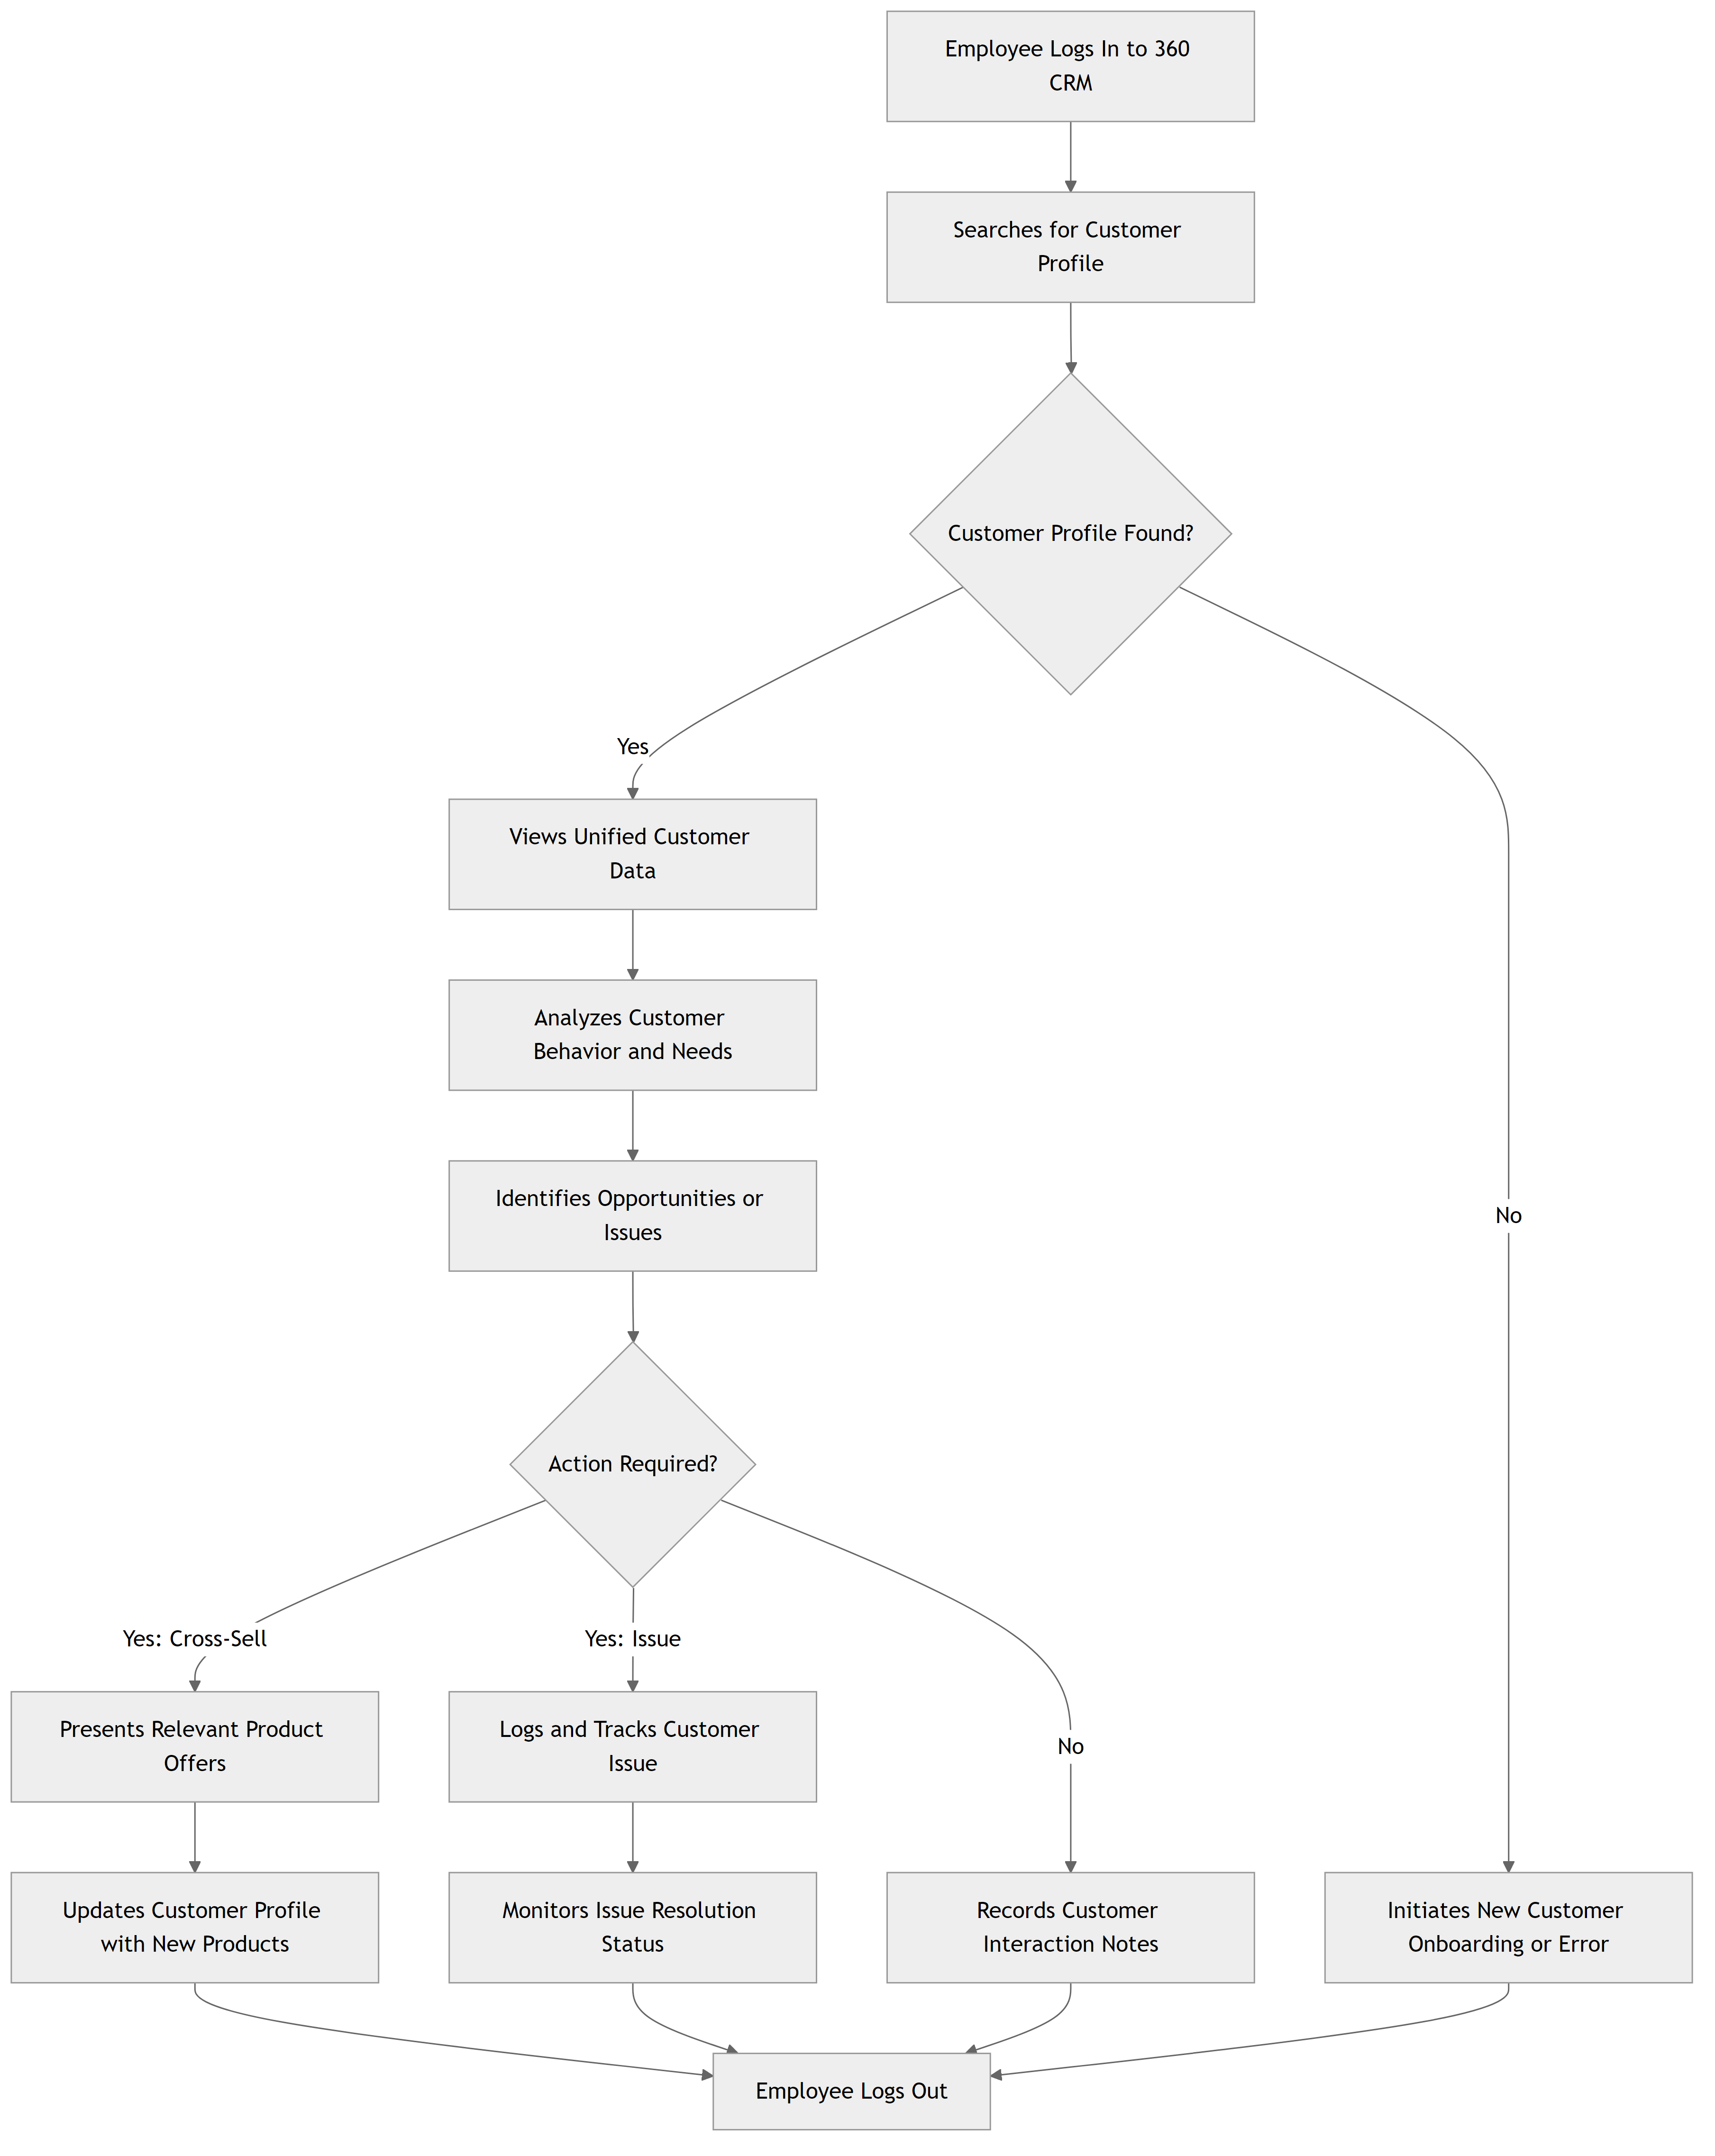 Employee Logs In to 360
CRM
Searches for Customer
Profile
Customer Profile Found?
Yes
Views Unified Customer
Data
Analyzes Customer
Behavior and Needs
Identifies Opportunities or
Issues
No
Action Required?
Yes: Cross-Sell
Yes: Issue
Presents Relevant Product
Offers
Logs and Tracks Customer
Issue
No
Updates Customer Profile
with New Products
Monitors Issue Resolution
Status
Records Customer
Interaction Notes
Initiates New Customer
Onboarding or Error
Employee Logs Out